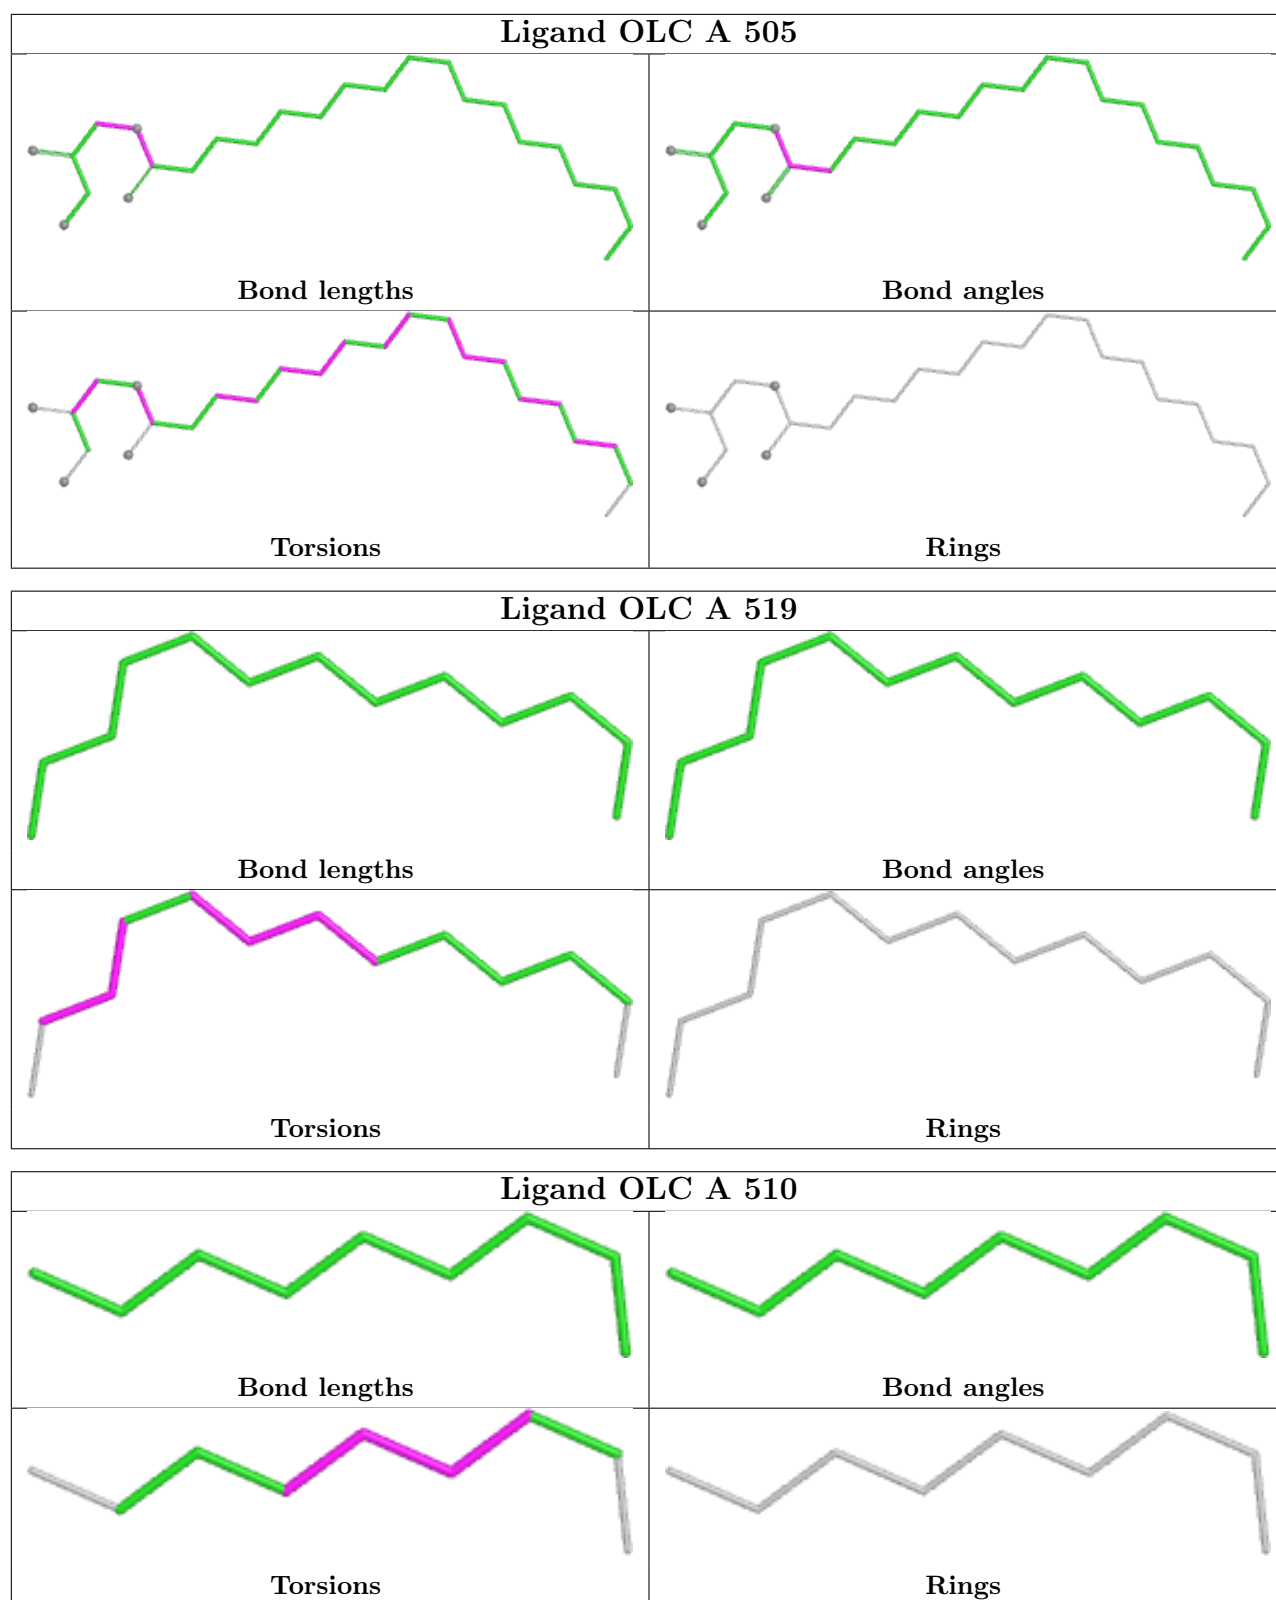 Ligand OLC A 505
Bond lengths
Bond angles
Torsions
Rings
Ligand OLC A 519
Bond lengths
Bond angles
Torsions
Rings
Ligand OLC A 510
Bond lengths
Bond angles
Torsions
Rings